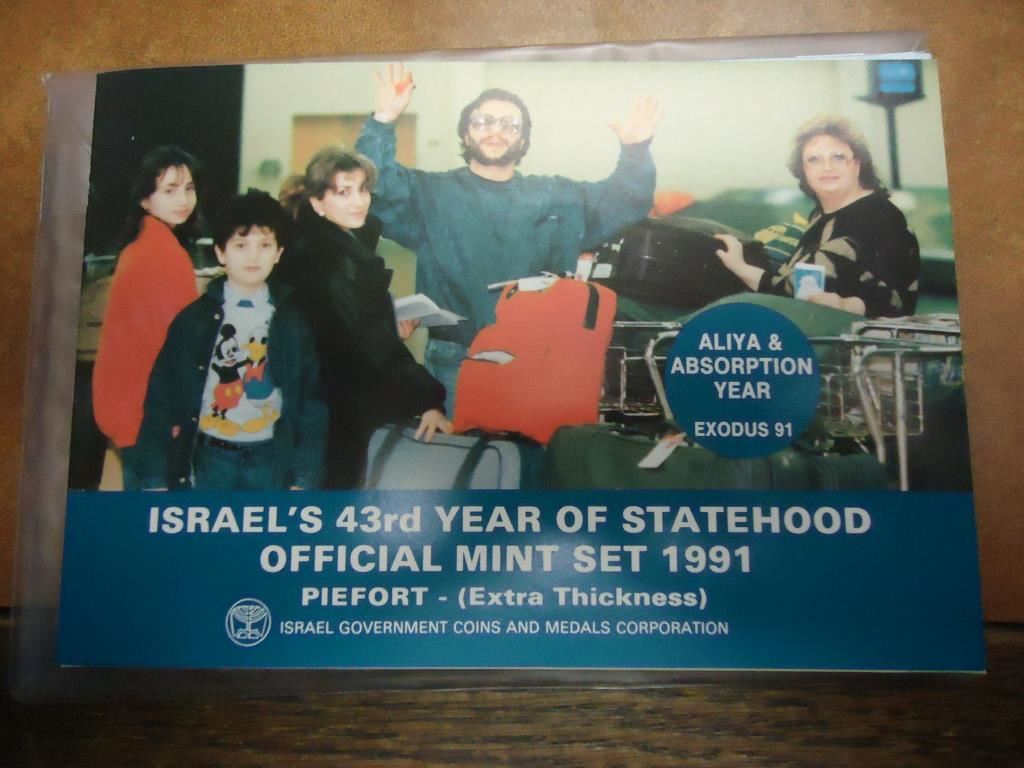 ALIYA &
ABSORPTION
YEAR
EXODUS 91
ISRAEL'S 43rd YEAR OF STATEHOOD
OFFICIAL MINT SET 1991
PIEFORT - (Extra Thickness)
ISRAEL GOVERNMENT COINS AND MEDALS CORPORATION